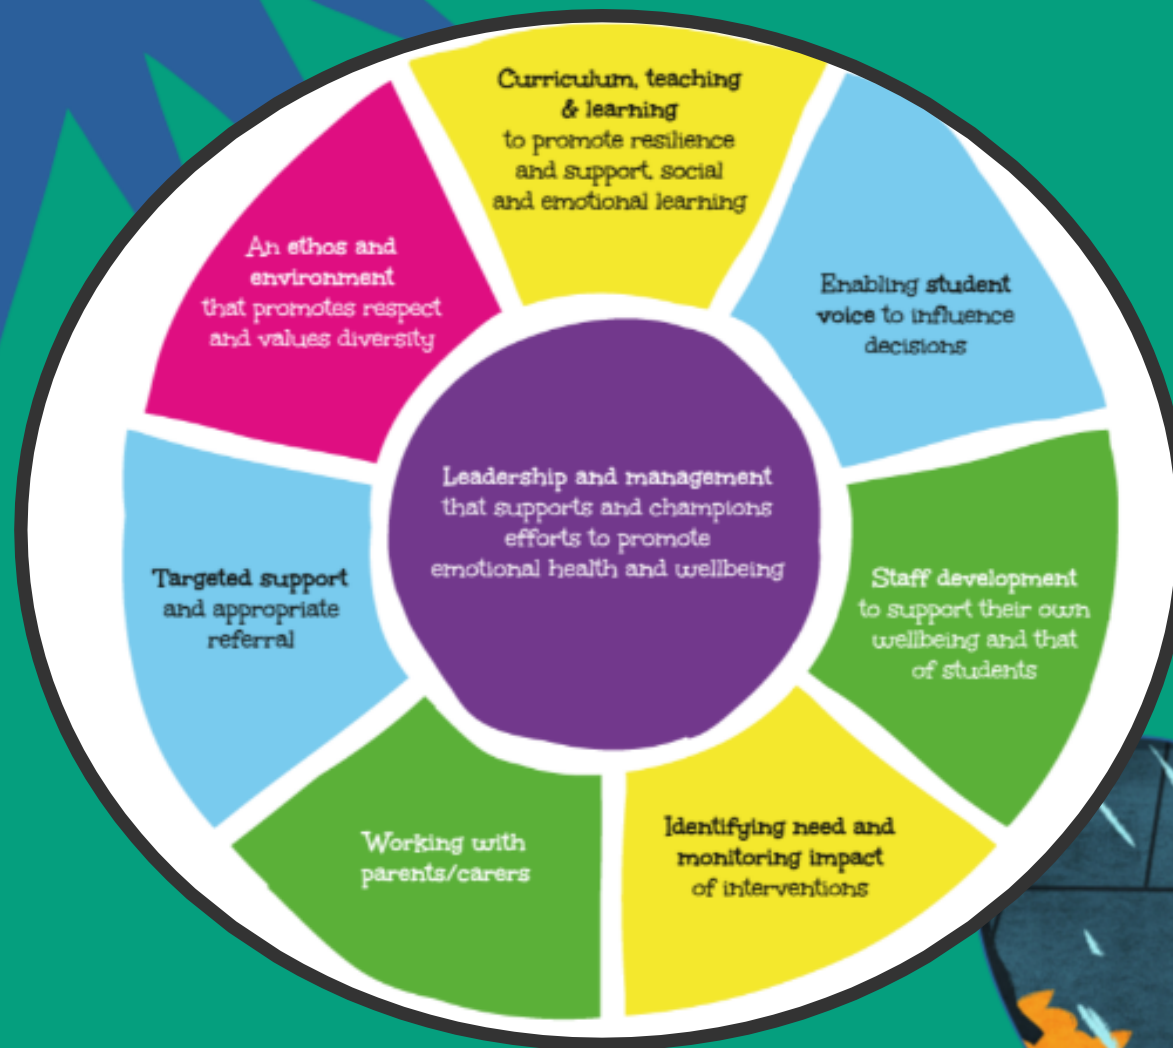 Curriculum, teaching
& learning
to promote resilience
and support social
and emotional learning
Enabling student
voice to influence
decisions
Staff development
to support their own
wellbeing and that
of students
Identifying need and
monitoring impact
of interventions
Working with
parents/carers
Targeted support
and appropriate
referral
An ethos and
environment
that promotes respect
and values diversity
Leadership and management
that supports and champions
efforts to promote
emotional health and wellbeing